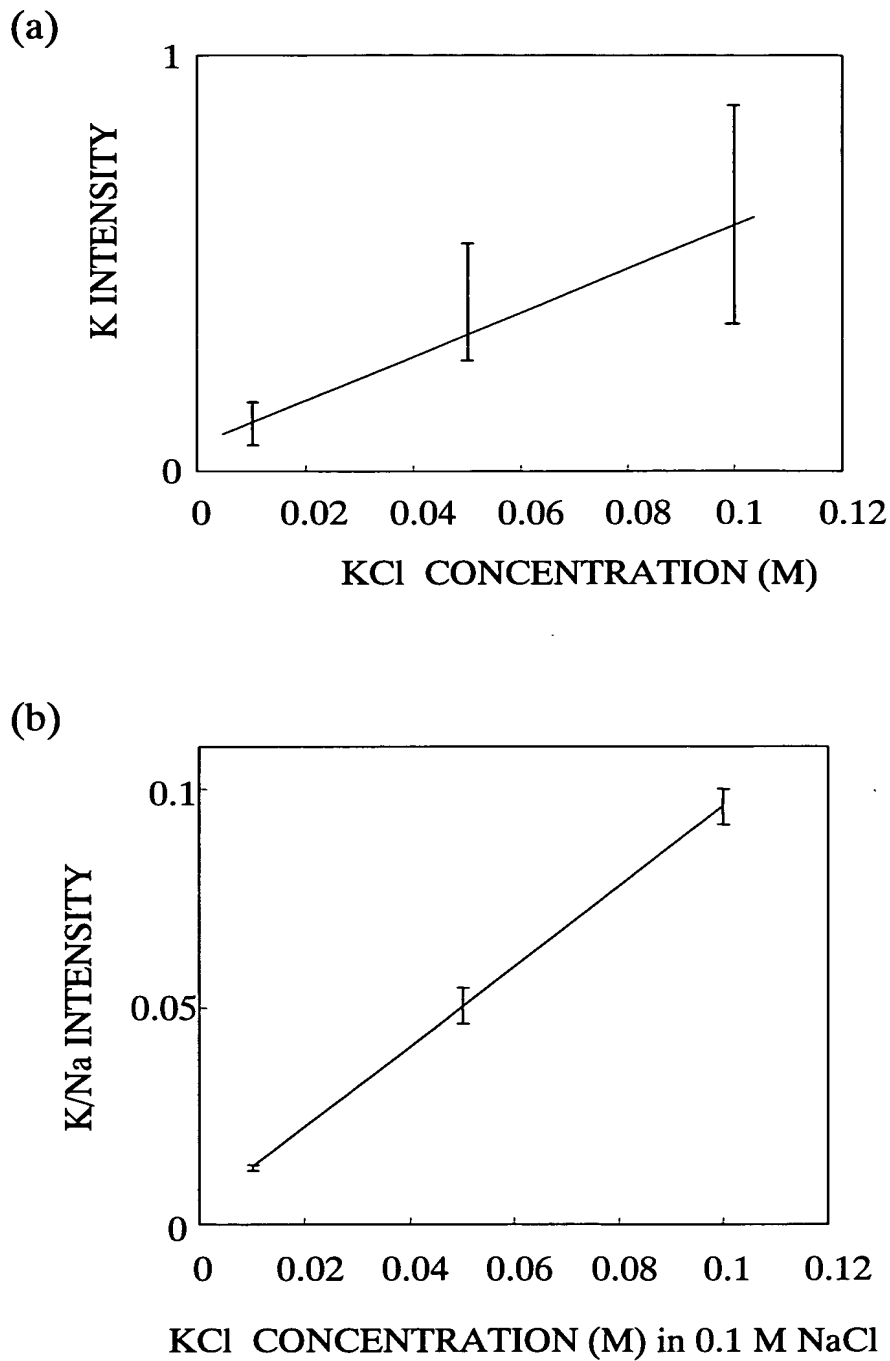 (a)
1
K INTENSITY
0
0 0.02 0.04 0.06 0.08 0.1 0.12
KCl CONCENTRATION (M)
(b)
0.1
K/Na INTENSITY
0.05
0
0 0.02 0.04 0.06 0.08 0.1 0.12
KCl CONCENTRATION (M) in 0.1 M NaCl